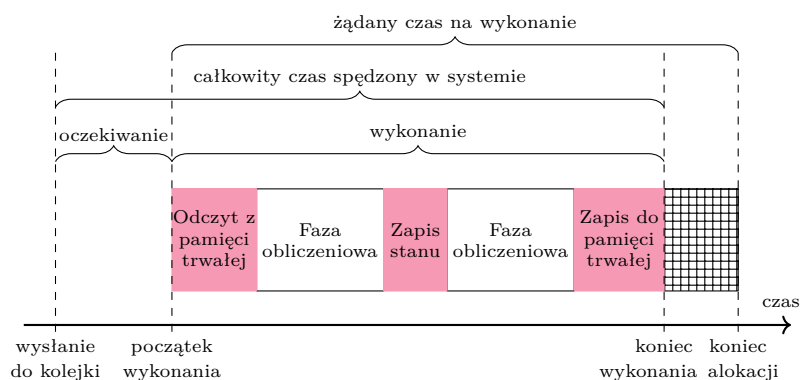 żądany czas na wykonanie
całkowity czas spędzony w systemie
oczekiwanie
wykonanie
Odczyt z
pamięci
trwałej
Faza
obliczeniowa
Zapis
stanu
Faza
obliczeniowa
Zapis do
pamięci
trwałej
czas
wysłanie
do kolejki
początek
wykonania
koniec
wykonania
koniec
alokacji